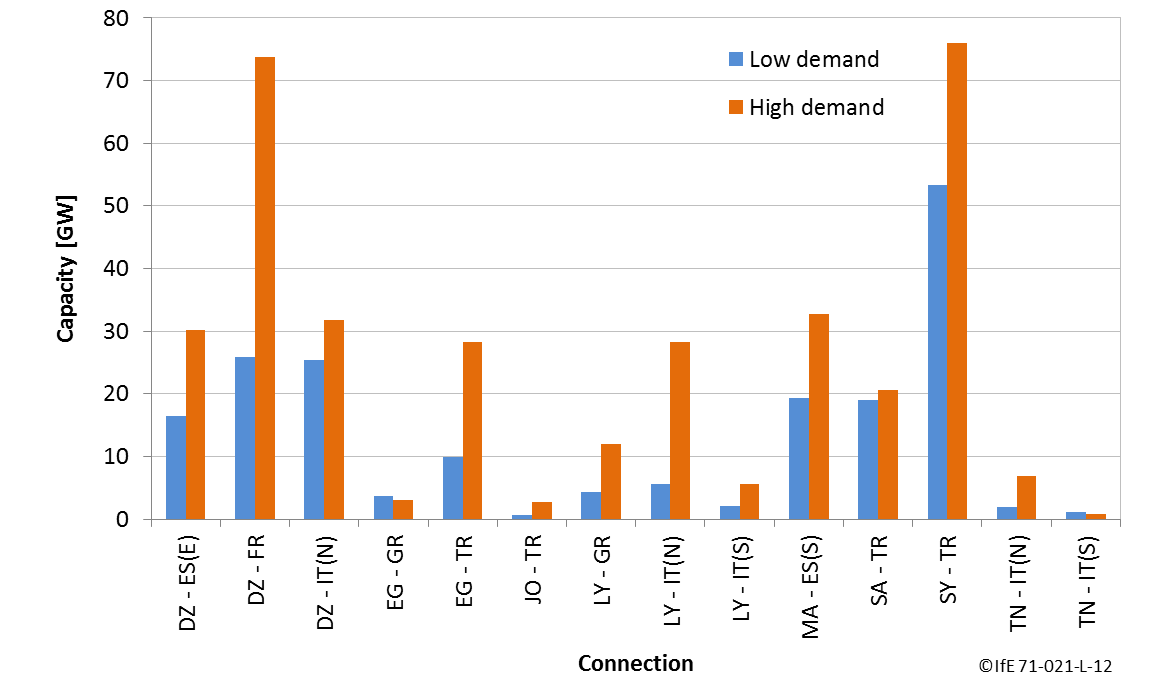 80
70
60
50
40
30
20
10
0
Capacity [GW]
Low demand
High demand
DZ - ES(E)
DZ - FR
DZ - IT(N)
EG - GR
EG - TR
JO - TR
LY - GR
LY - IT(N)
LY - IT(S)
MA - ES(S)
SA - TR
SY - TR
TN - IT(N)
TN - IT(S)
Connection
©IfE 71-021-L-12